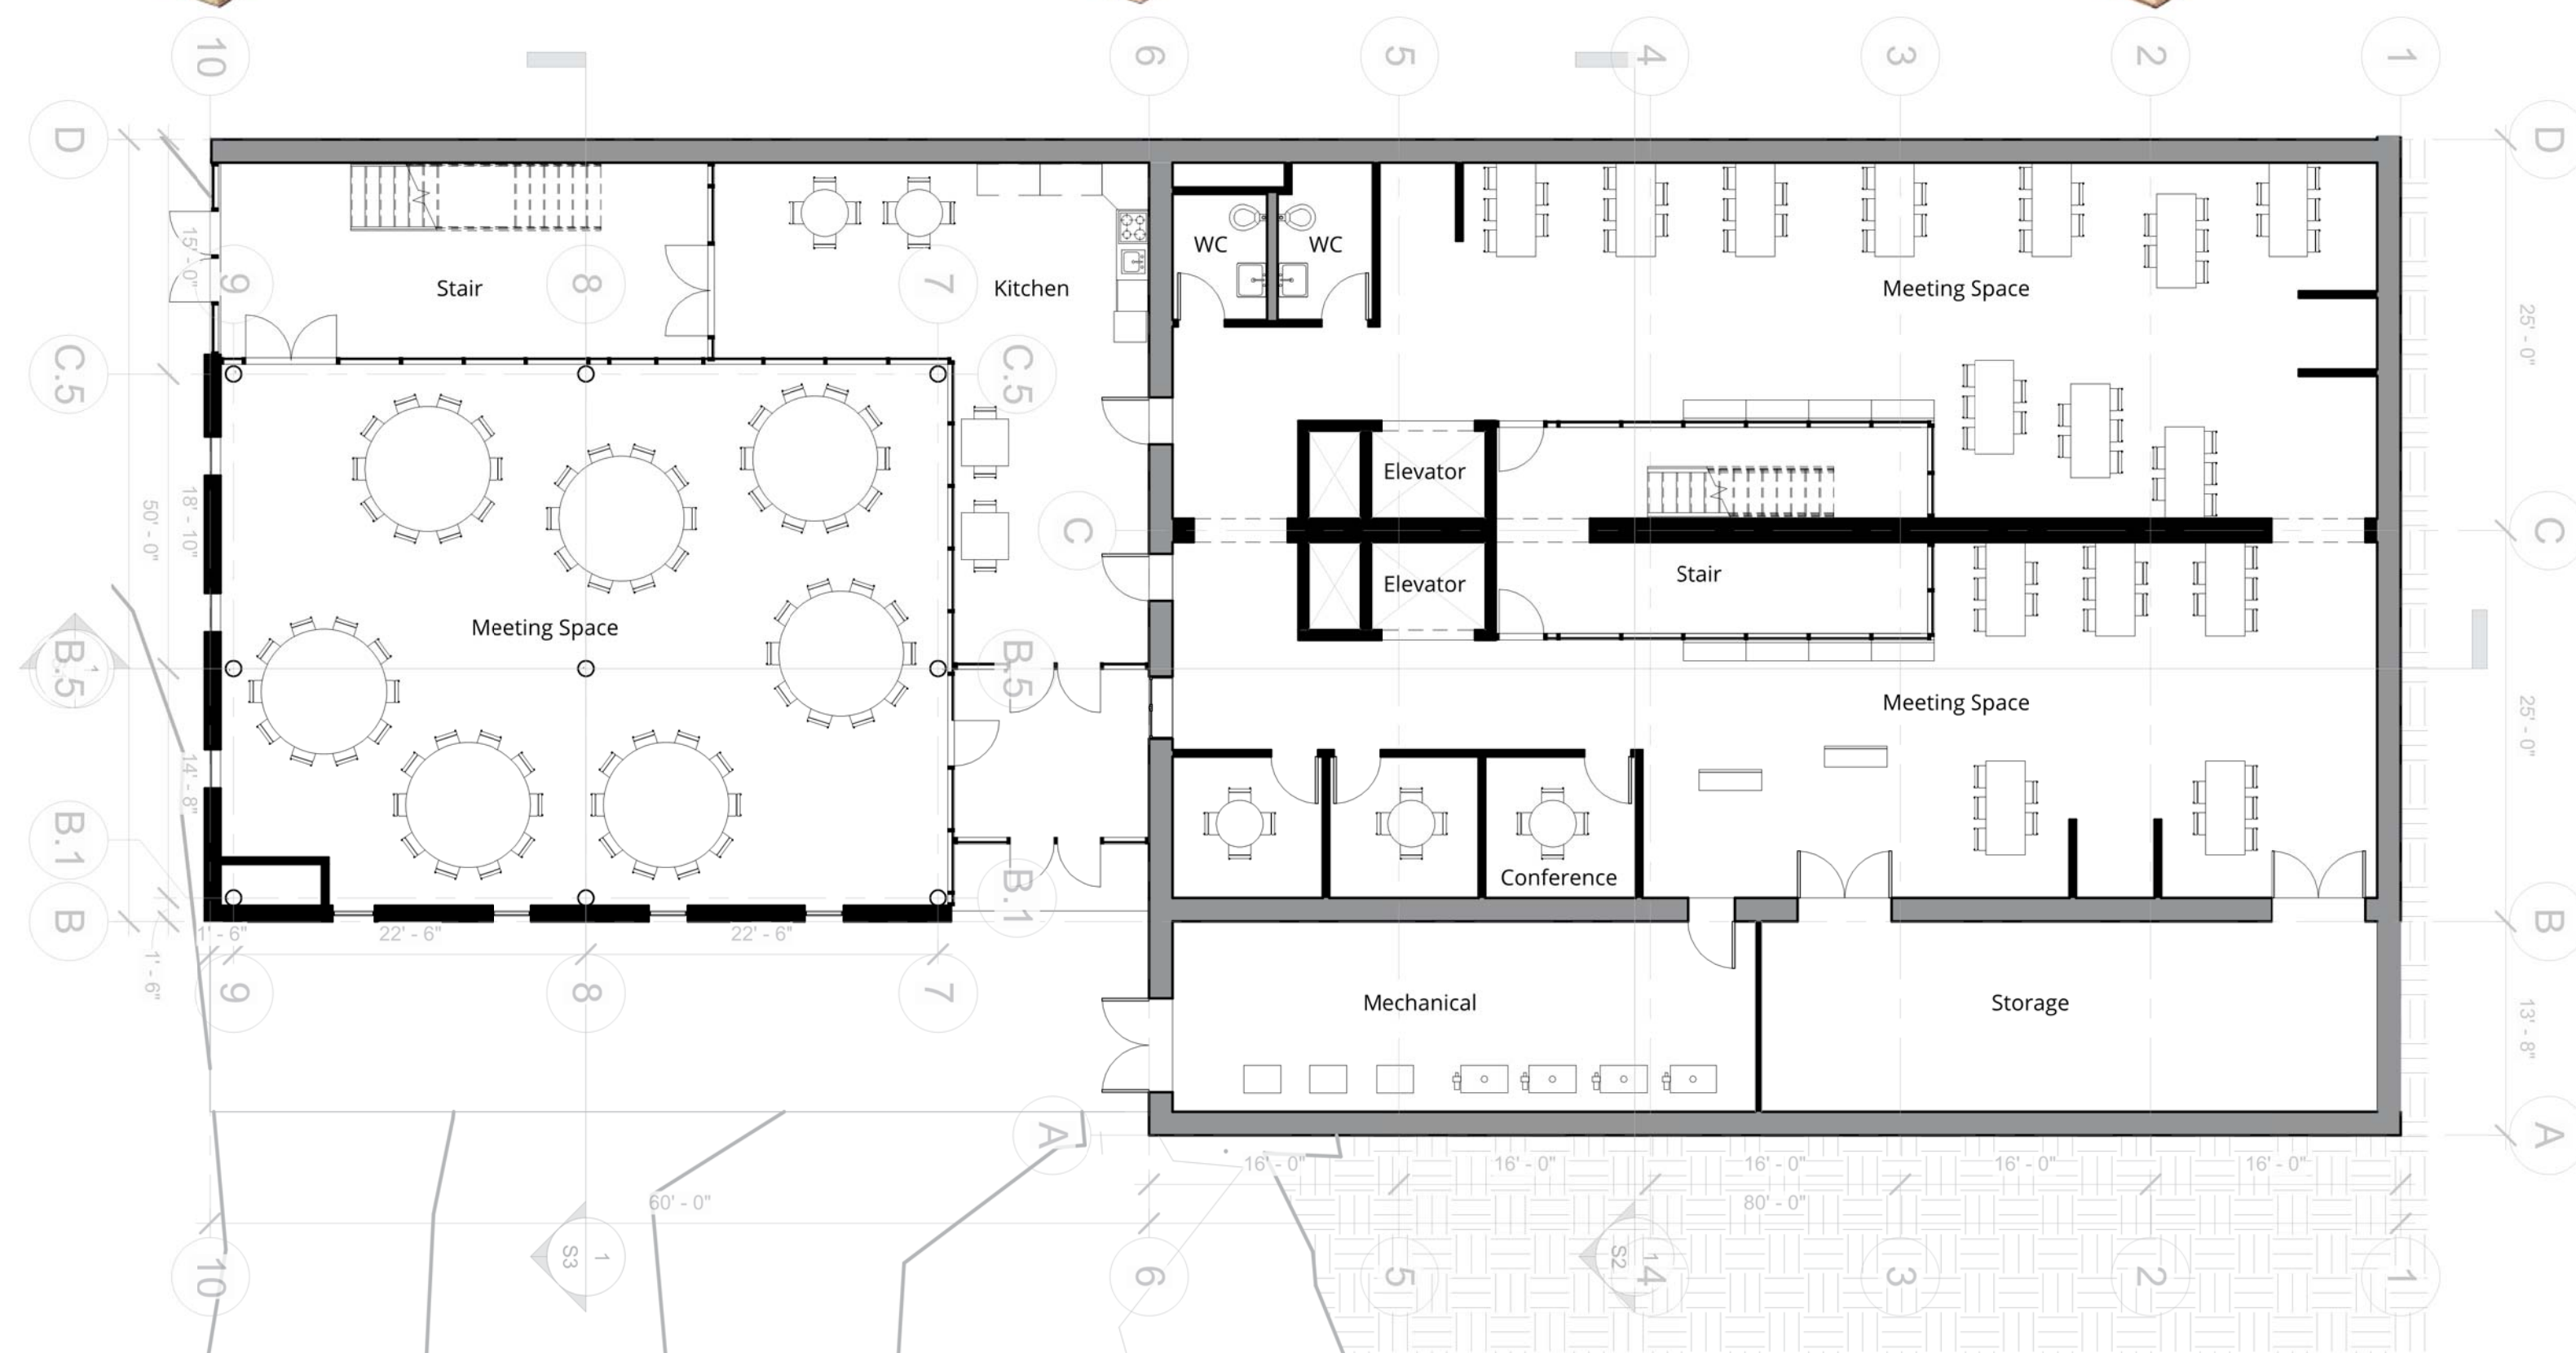 10
6
5
4
3
2
1
D
D
15' - 0"
WC
WC
9
Stair
8
7
Kitchen
Meeting Space
25' - 0"
C.5
C.5
Elevator
18' - 10"
50' - 0"
C
C
Elevator
Stair
Meeting Space
B.5
1
B.5
Meeting Space
25' - 0"
14' - 8"
B.1
Conference
B.1
B
B
1' - 6"
22' - 6"
22' - 6"
1' - 6"
9
8
7
Mechanical
Storage
13' - 8"
A
A
16' - 0"
16' - 0"
16' - 0"
16' - 0"
16' - 0"
60' - 0"
80' - 0"
1
S3
1
S2
10
6
5
4
3
2
1